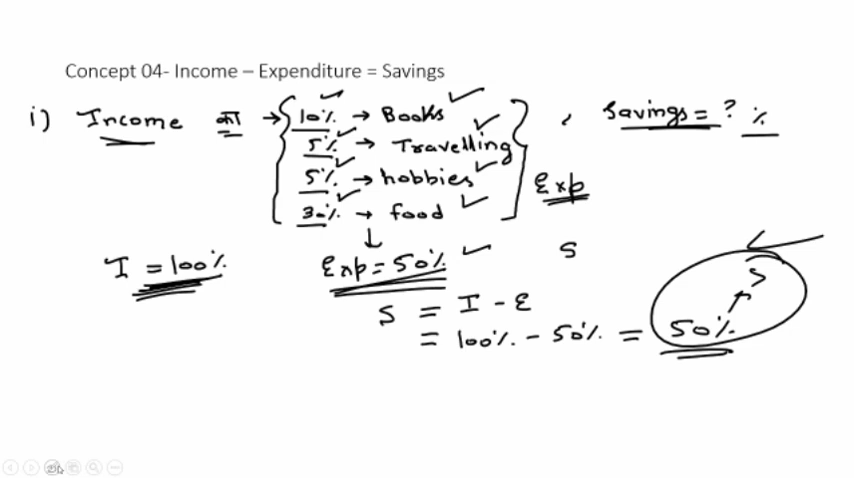 Concept 04- Income – Expenditure = Savings
i) Income का → { 10% → Books } , Savings = ? %
5% → Travelling
5% → hobbies Exp
30% → food
↓
I = 100% Exp = 50% S
S = I - E
= 100% - 50% = 50% → S